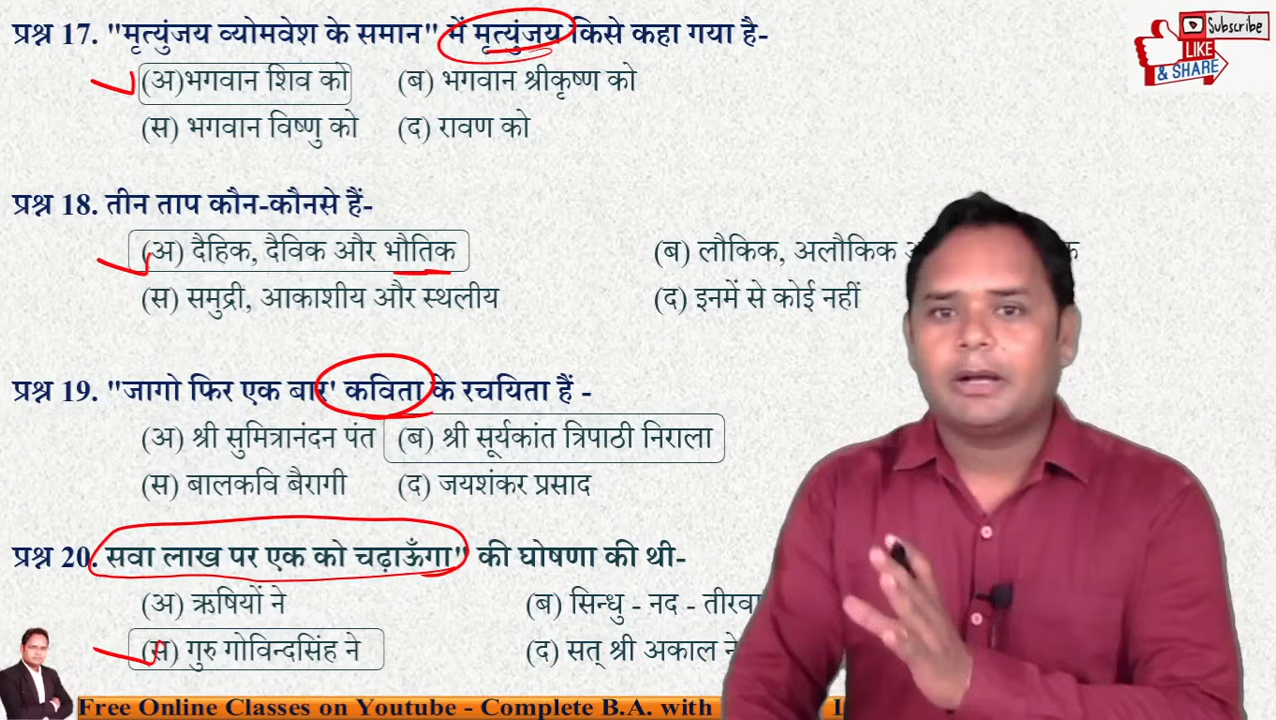 प्रश्न 17. "मृत्युंजय व्योमवेश के समान" में मृत्युंजय किसे कहा गया है-
(अ)भगवान शिव को (ब) भगवान श्रीकृष्ण को
(स) भगवान विष्णु को (द) रावण को
Subscribe
LIKE
& SHARE
प्रश्न 18. तीन ताप कौन-कौनसे हैं-
(अ) दैहिक, दैविक और भौतिक (ब) लौकिक, अलौकिक
(स) समुद्री, आकाशीय और स्थलीय (द) इनमें से कोई नहीं
प्रश्न 19. "जागो फिर एक बार' कविता के रचयिता हैं -
(अ) श्री सुमित्रानंदन पंत (ब) श्री सूर्यकांत त्रिपाठी निराला
(स) बालकवि बैरागी (द) जयशंकर प्रसाद
प्रश्न 20. सवा लाख पर एक को चढ़ाऊँगा" की घोषणा की थी-
(अ) ऋषियों ने (ब) सिन्धु - नद -
(स) गुरु गोविन्दसिंह ने (द) सत् श्री अकाल ने
Free Online Classes on Youtube - Complete B.A. with